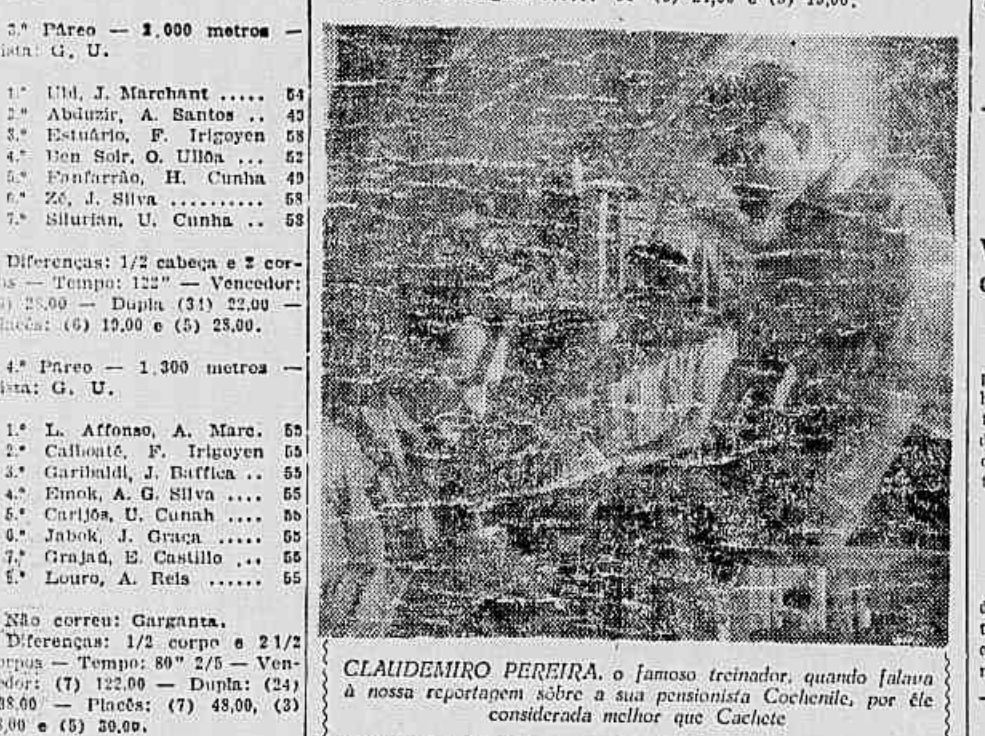 3.º Páreo — 2.000 metros —
G. U.
1.º Uld, J. Marchant ..... 54
2.º Abduzir, A. Santos .. 49
3.º Estuário, F. Irigoyen 58
4.º Ben Soir, O. Ullôa ... 52
5.º Fanfarrão, H. Cunha 49
6.º Zé, J. Silva .......... 58
7.º Silurian, U. Cunha .. 58
Diferenças: 1/2 cabeça e 2 cor-
— Tempo: 122" — Vencedor:
28,00 — Dupla (34) 22,00 —
(6) 19,00 e (5) 28,00.
4.º Páreo — 1.300 metros —
G. U.
1.º L. Affonso, A. Marc. 55
2.º Caiboaté, F. Irigoyen 55
3.º Garibaldi, J. Baffica .. 55
4.º Emok, A. G. Silva .... 55
5.º Carijós, U. Cunah .... 55
6.º Jabok, J. Graça ..... 55
7.º Grajaú, E. Castillo ... 55
8.º Louro, A. Reis ...... 55
Não correu: Garganta.
Diferenças: 1/2 corpo e 2 1/2
— Tempo: 80" 2/5 — Ven-
(7) 122,00 — Dupla: (24)
38,00 — Placês: (7) 48,00, (3)
e (5) 30,00.
CLAUDEMIRO PEREIRA, o famoso treinador, quando falava
à nossa reportagem sôbre a sua pensionista Cochenile, por êle
considerada melhor que Cachete